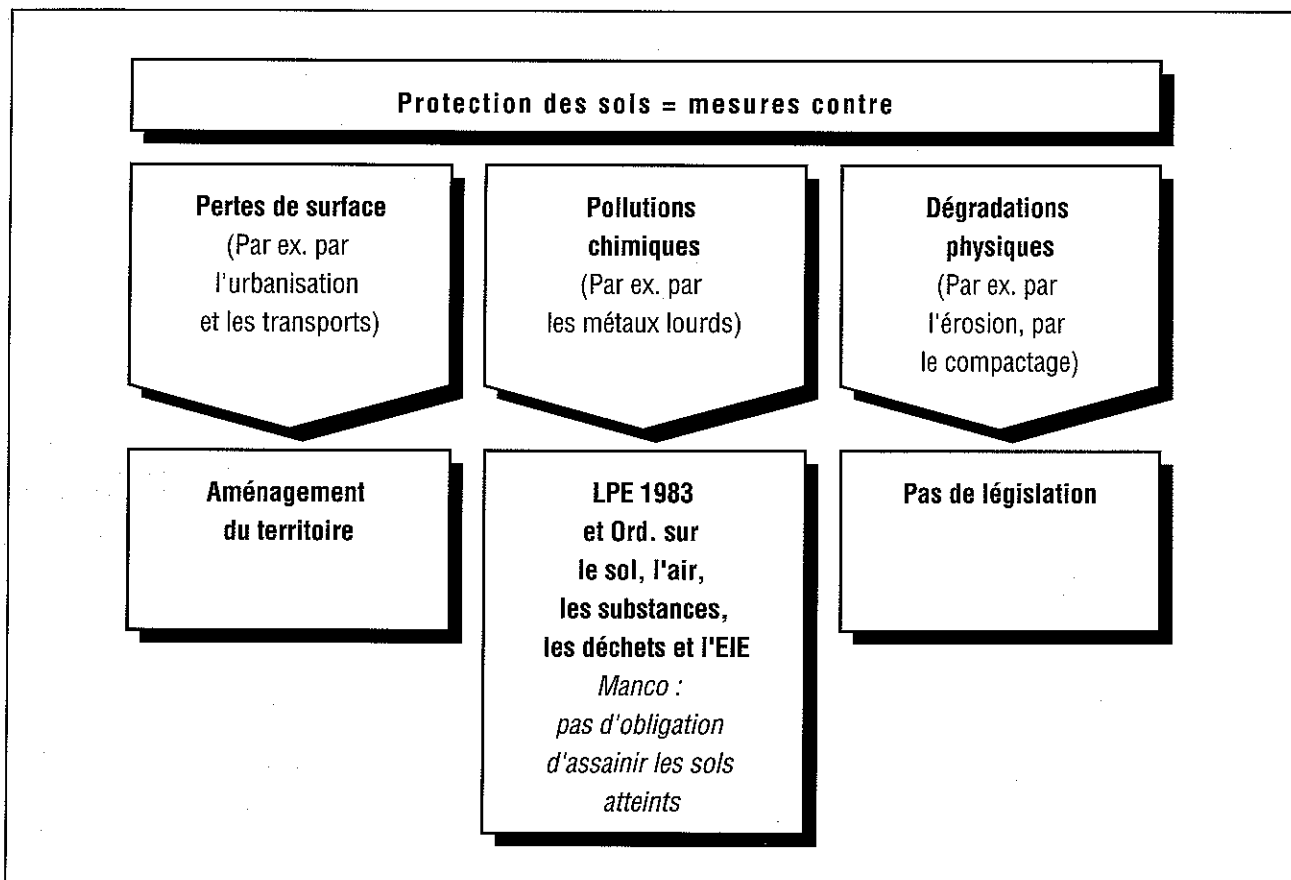 Protection des sols = mesures contre
Pertes de surface
(Par ex. par
l'urbanisation
et les transports)
Pollutions
chimiques
(Par ex. par
les métaux lourds)
Dégradations
physiques
(Par ex. par
l'érosion, par
le compactage)
Aménagement
du territoire
LPE 1983
et Ord. sur
le sol, l'air,
les substances,
les déchets et l'EIE
Manco :
pas d'obligation
d'assainir les sols
atteints
Pas de législation